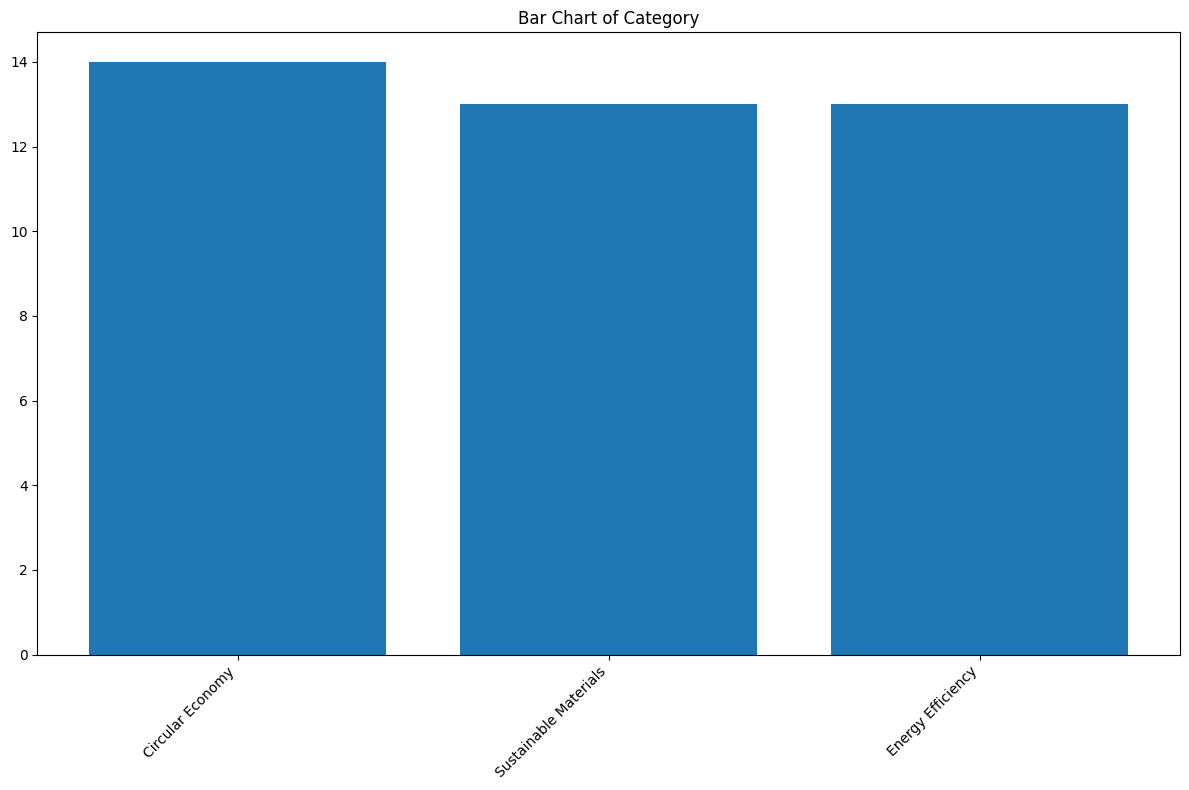 Bar Chart of Category
14
12
10
8
6
4
2
0
Circular Economy
Sustainable Materials
Energy Efficiency